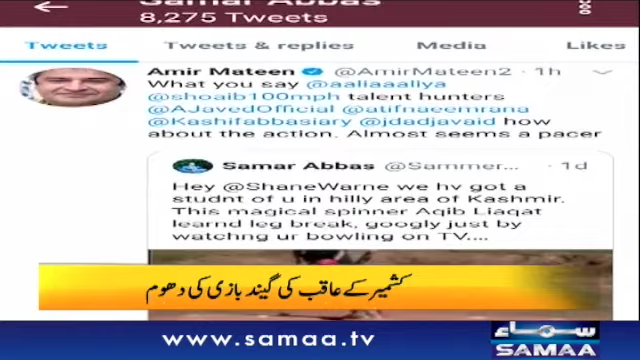 Samar Abbas
8,275 Tweets
Tweets Tweets & replies Media Likes
Amir Mateen @AmirMateen2 · 1h
What you say @aaliaaaliya
@shoaib100mph talent hunters
@AJavedOfficial @atifnaeemrana
@Kashifabbasiary @jdadjavaid how
about the action. Almost seems a pacer
Samar Abbas @Sammer... · 1d
Hey @ShaneWarne we hv got a
studnt of u in hilly area of Kashmir.
This magical spinner Aqib Liaqat
learnd leg break, googly just by
watchng ur bowling on TV....
کشمیر کے عاقب کی گیند بازی کی دھوم
www.samaa.tv
سماء
SAMAA